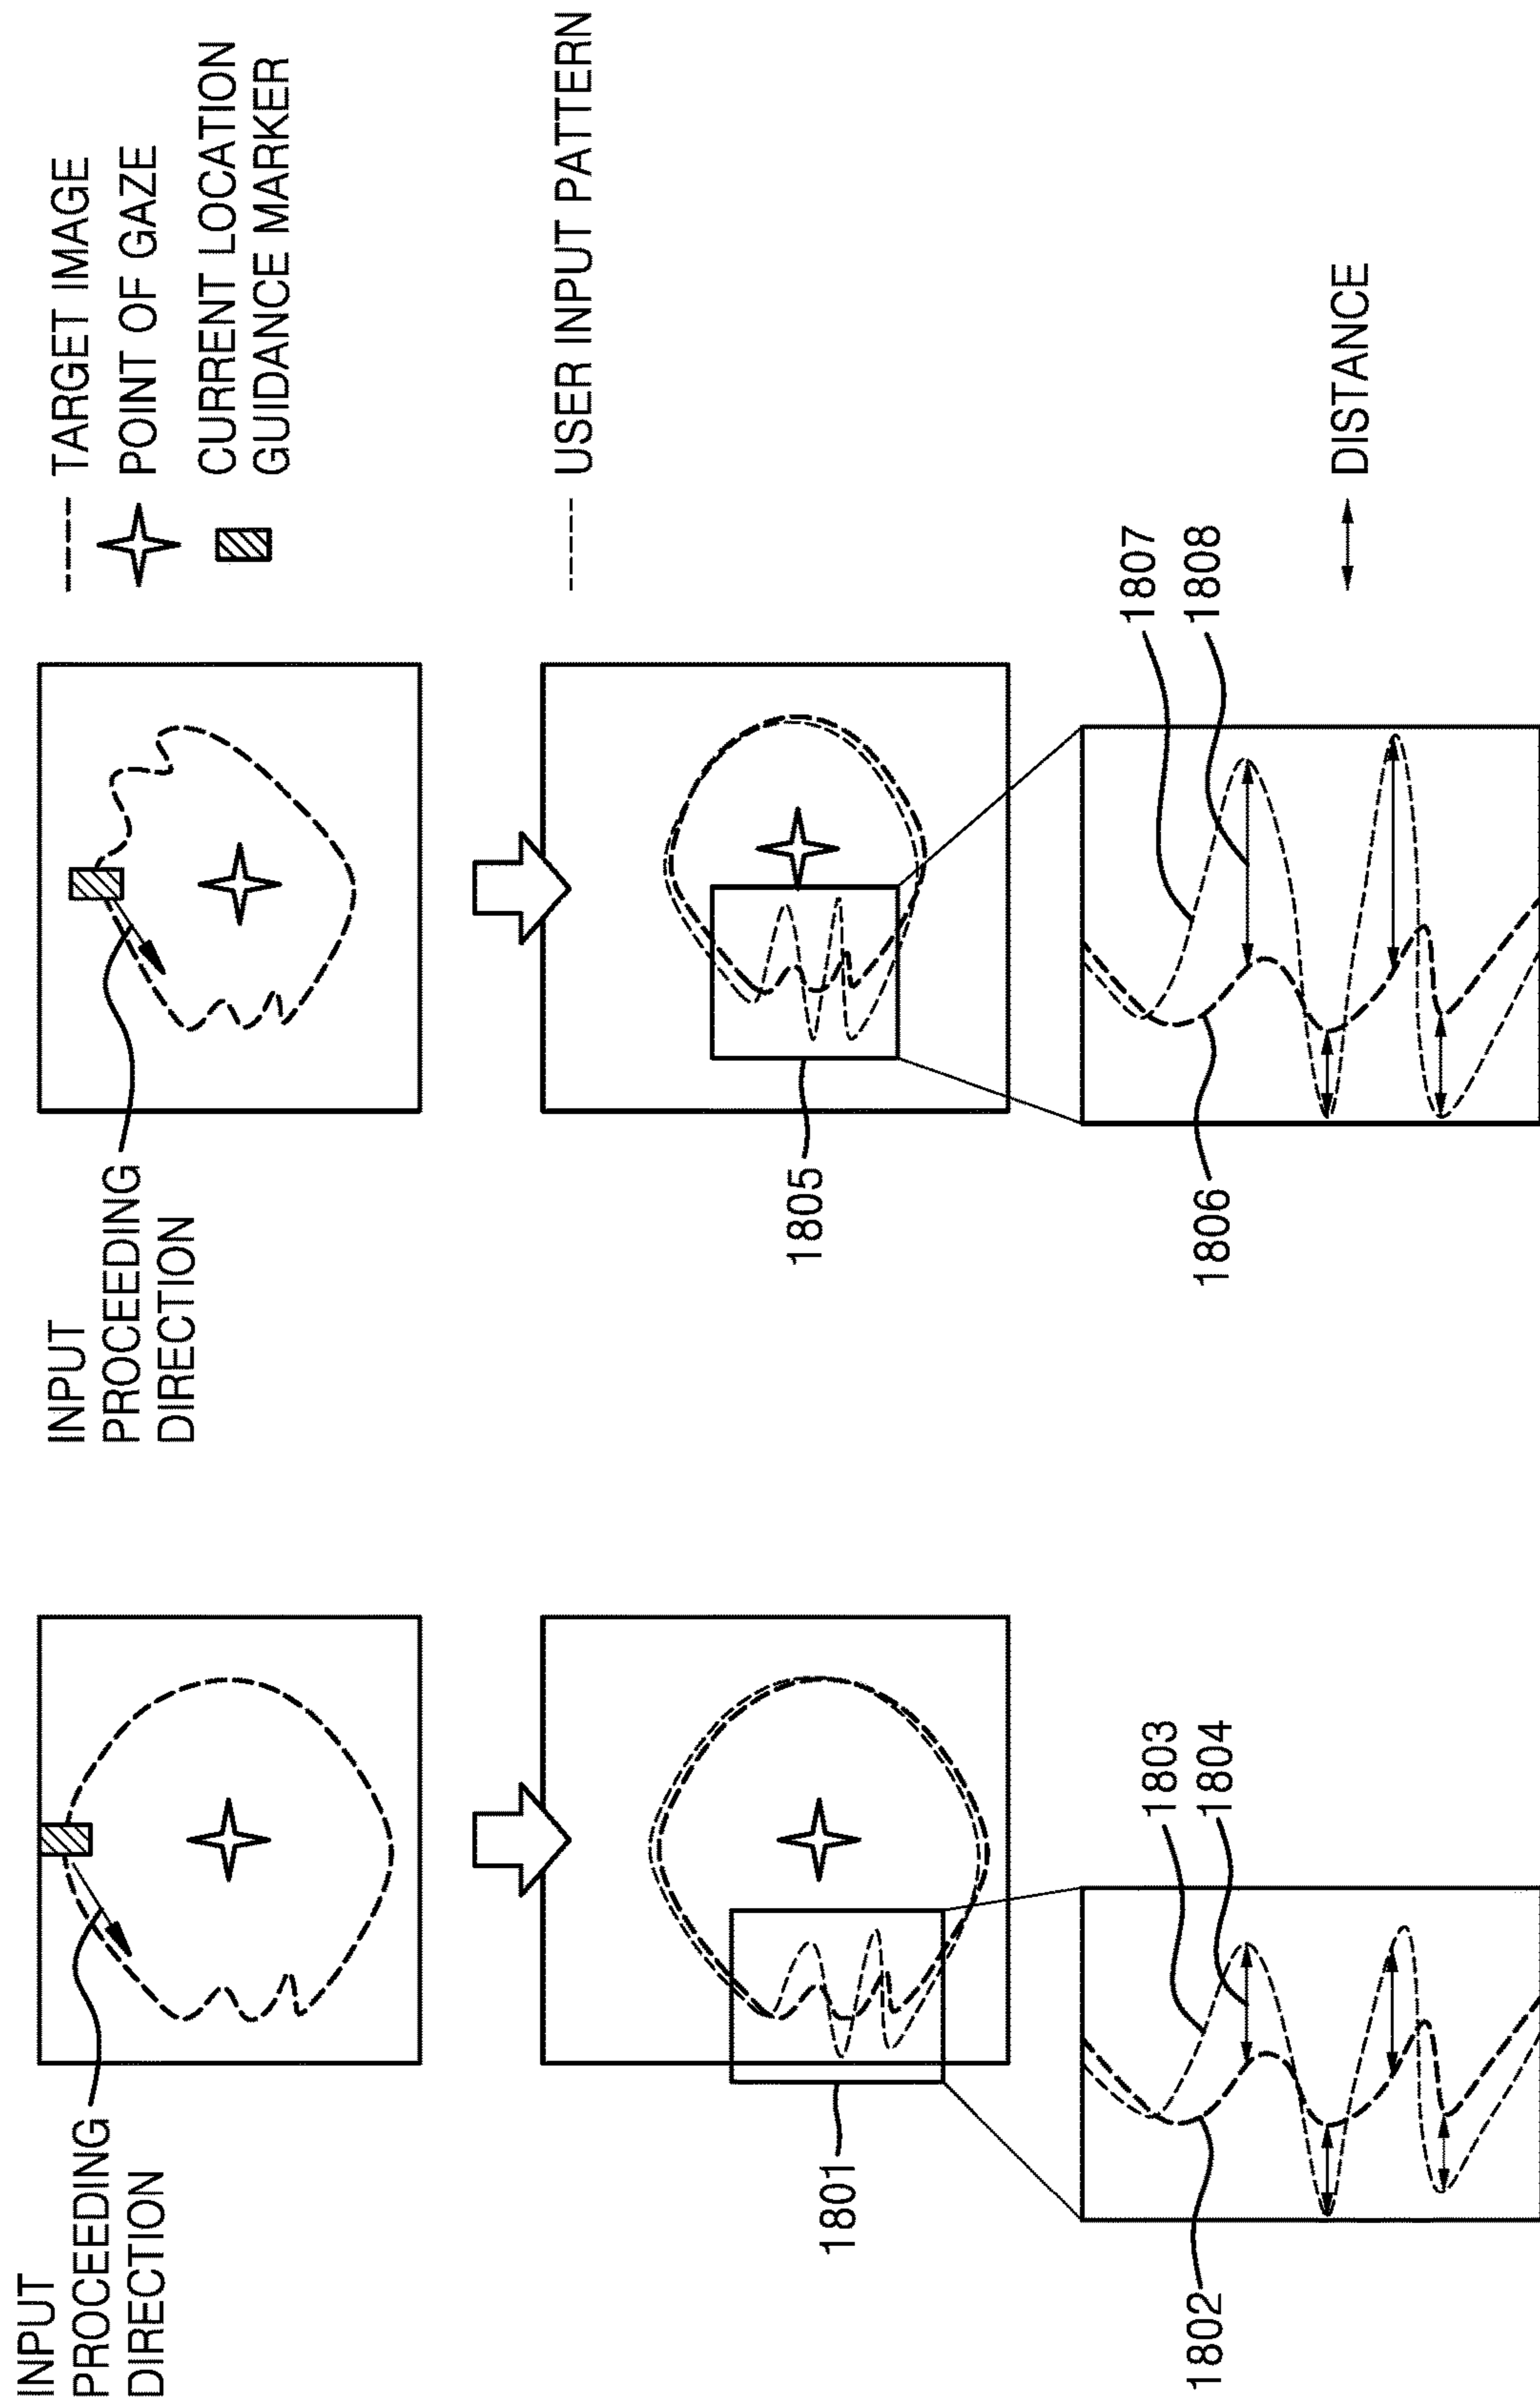 INPUT
PROCEEDING
DIRECTION
INPUT
PROCEEDING
DIRECTION
TARGET IMAGE
POINT OF GAZE
CURRENT LOCATION
GUIDANCE MARKER
USER INPUT PATTERN
1801
1805
1802
1803
1804
1806
1807
1808
DISTANCE